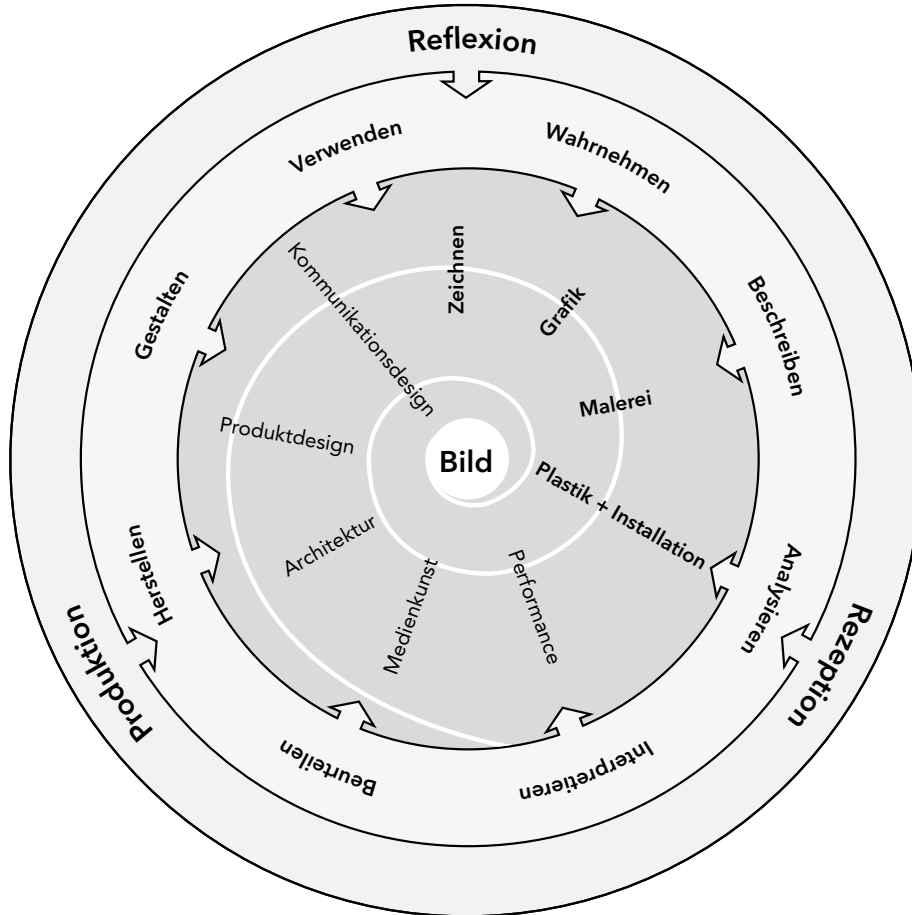 Reflexion
Verwenden
Wahrnehmen
Gestalten
Kommunikationsdesign
Zeichnen
Grafik
Beschreiben
Malerei
Produktdesign
Bild
Plastik + Installation
Architektur
Medienkunst
Performance
Herstellen
Analysieren
Produktion
Rezeption
Beurteilen
Interpretieren